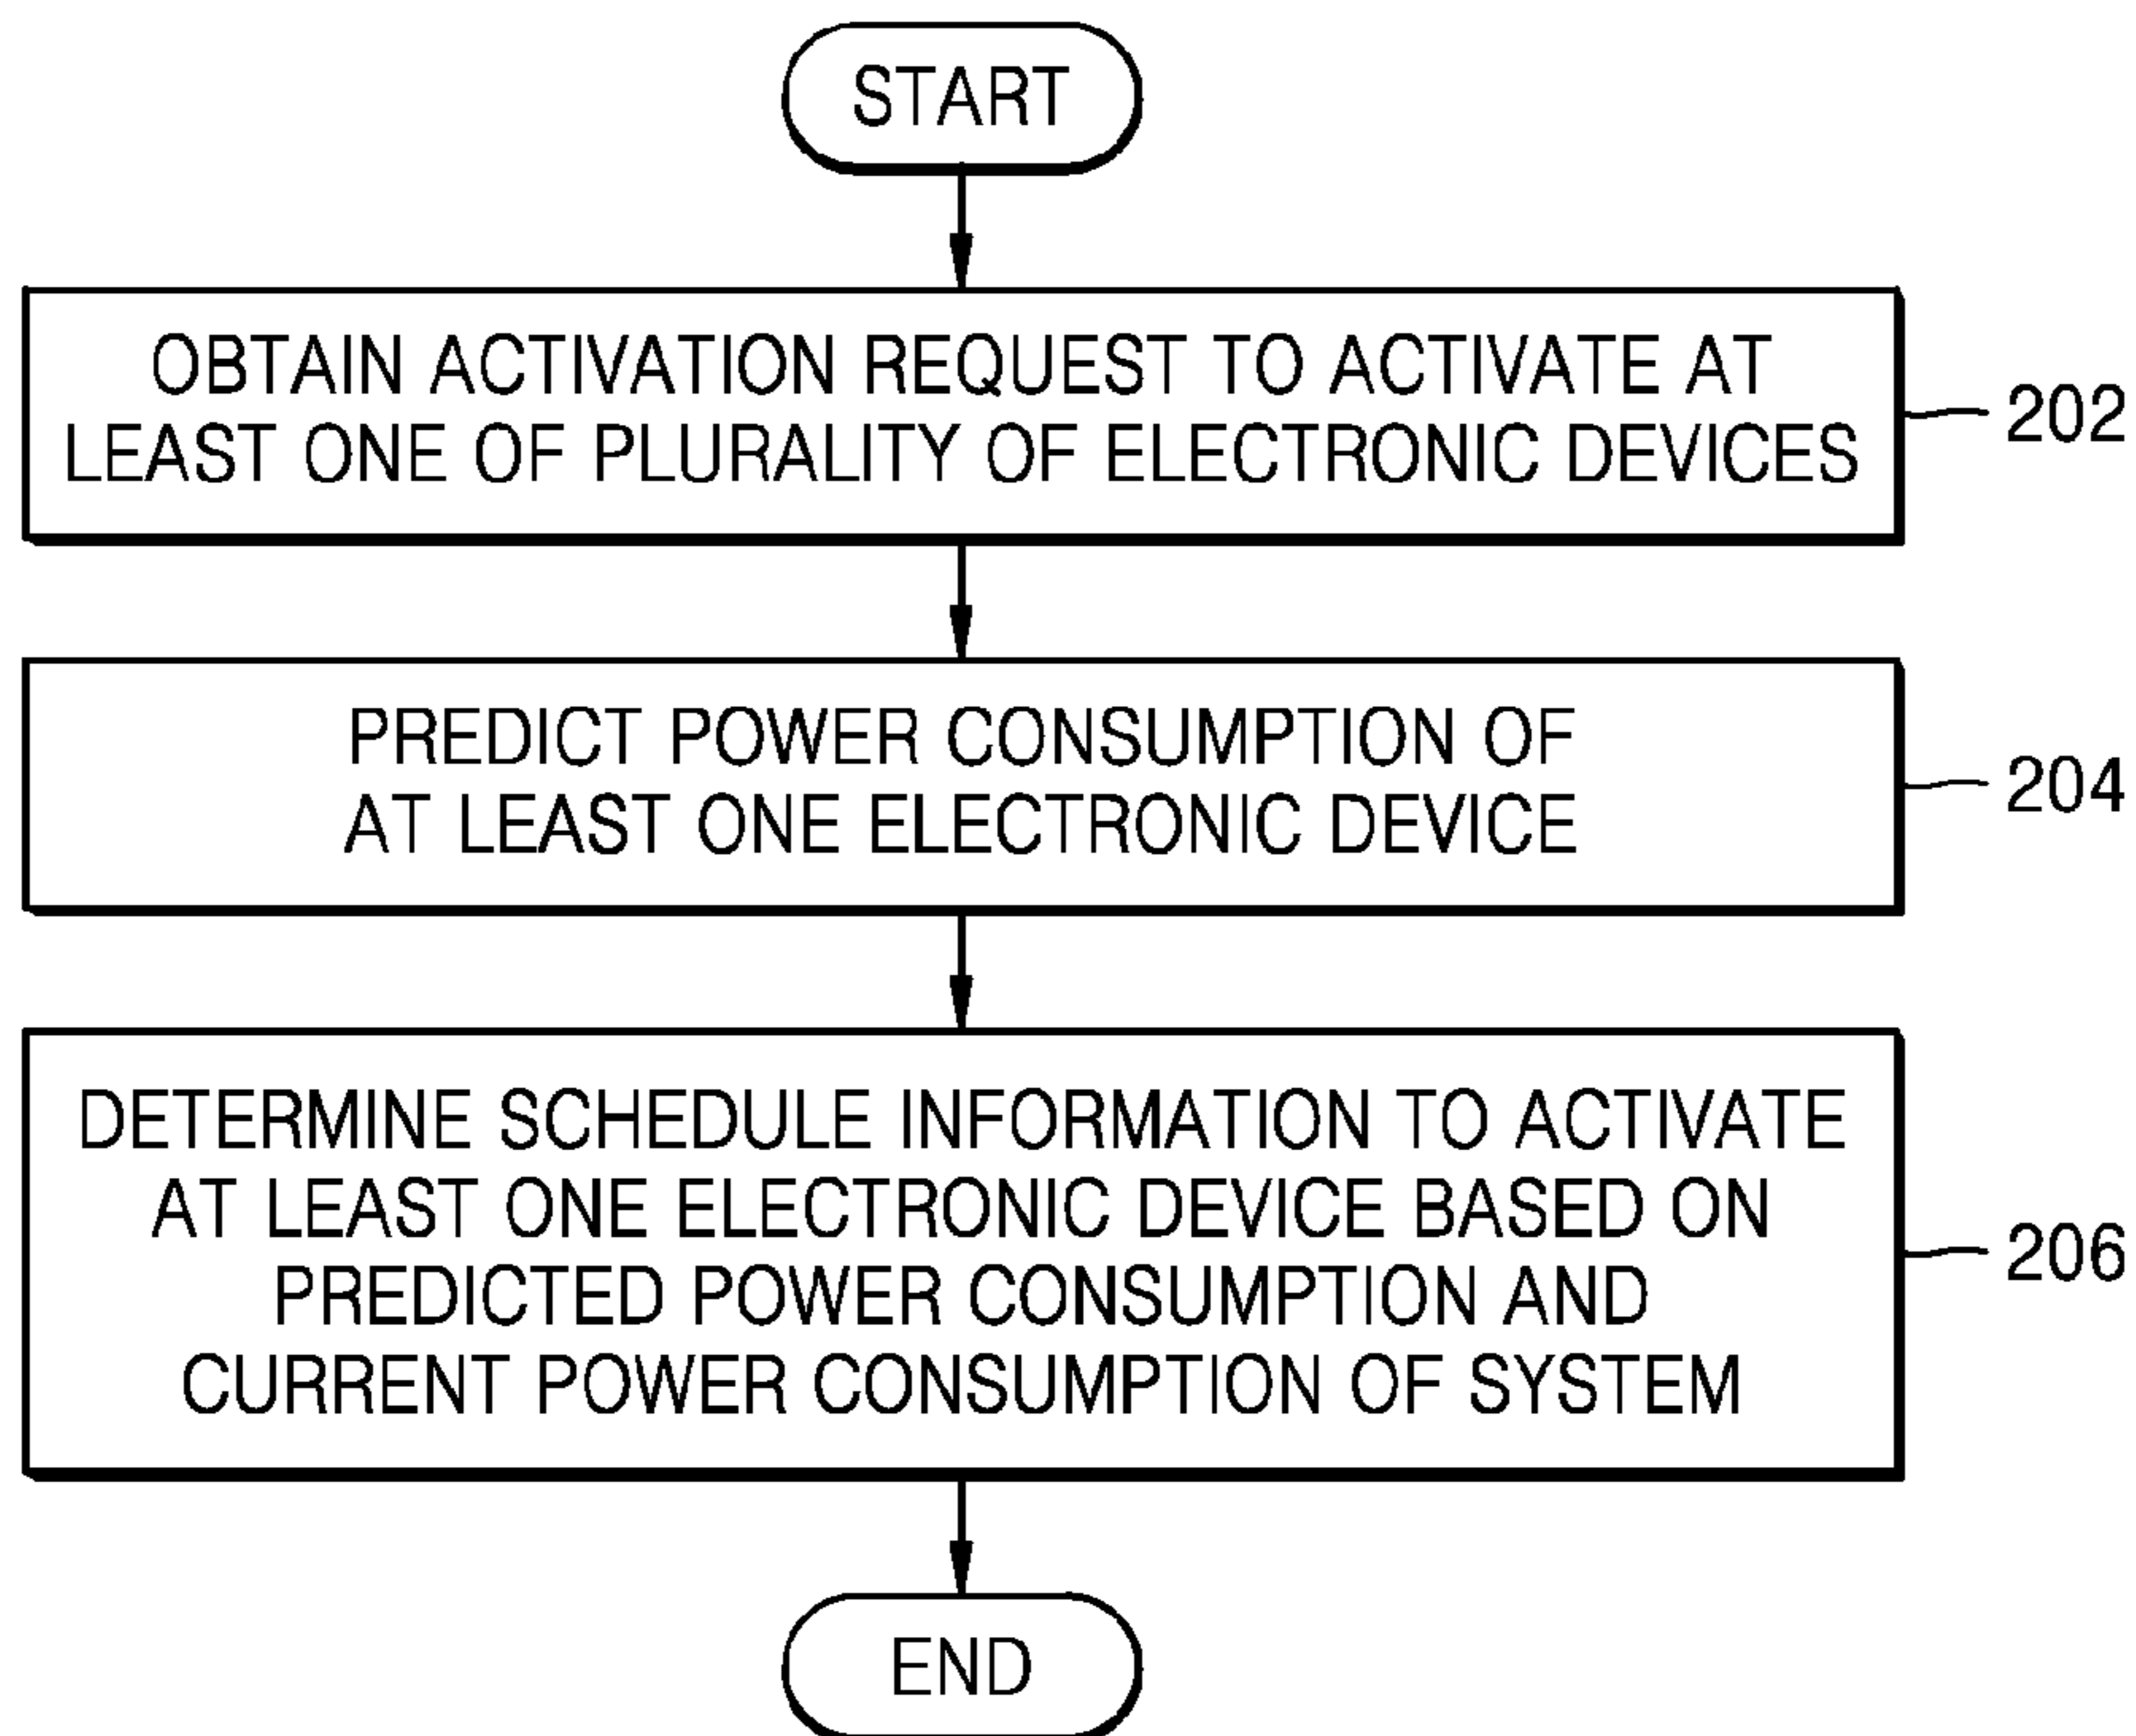 START
OBTAIN ACTIVATION REQUEST TO ACTIVATE AT
LEAST ONE OF PLURALITY OF ELECTRONIC DEVICES
202
PREDICT POWER CONSUMPTION OF
AT LEAST ONE ELECTRONIC DEVICE
204
DETERMINE SCHEDULE INFORMATION TO ACTIVATE
AT LEAST ONE ELECTRONIC DEVICE BASED ON
PREDICTED POWER CONSUMPTION AND
CURRENT POWER CONSUMPTION OF SYSTEM
206
END